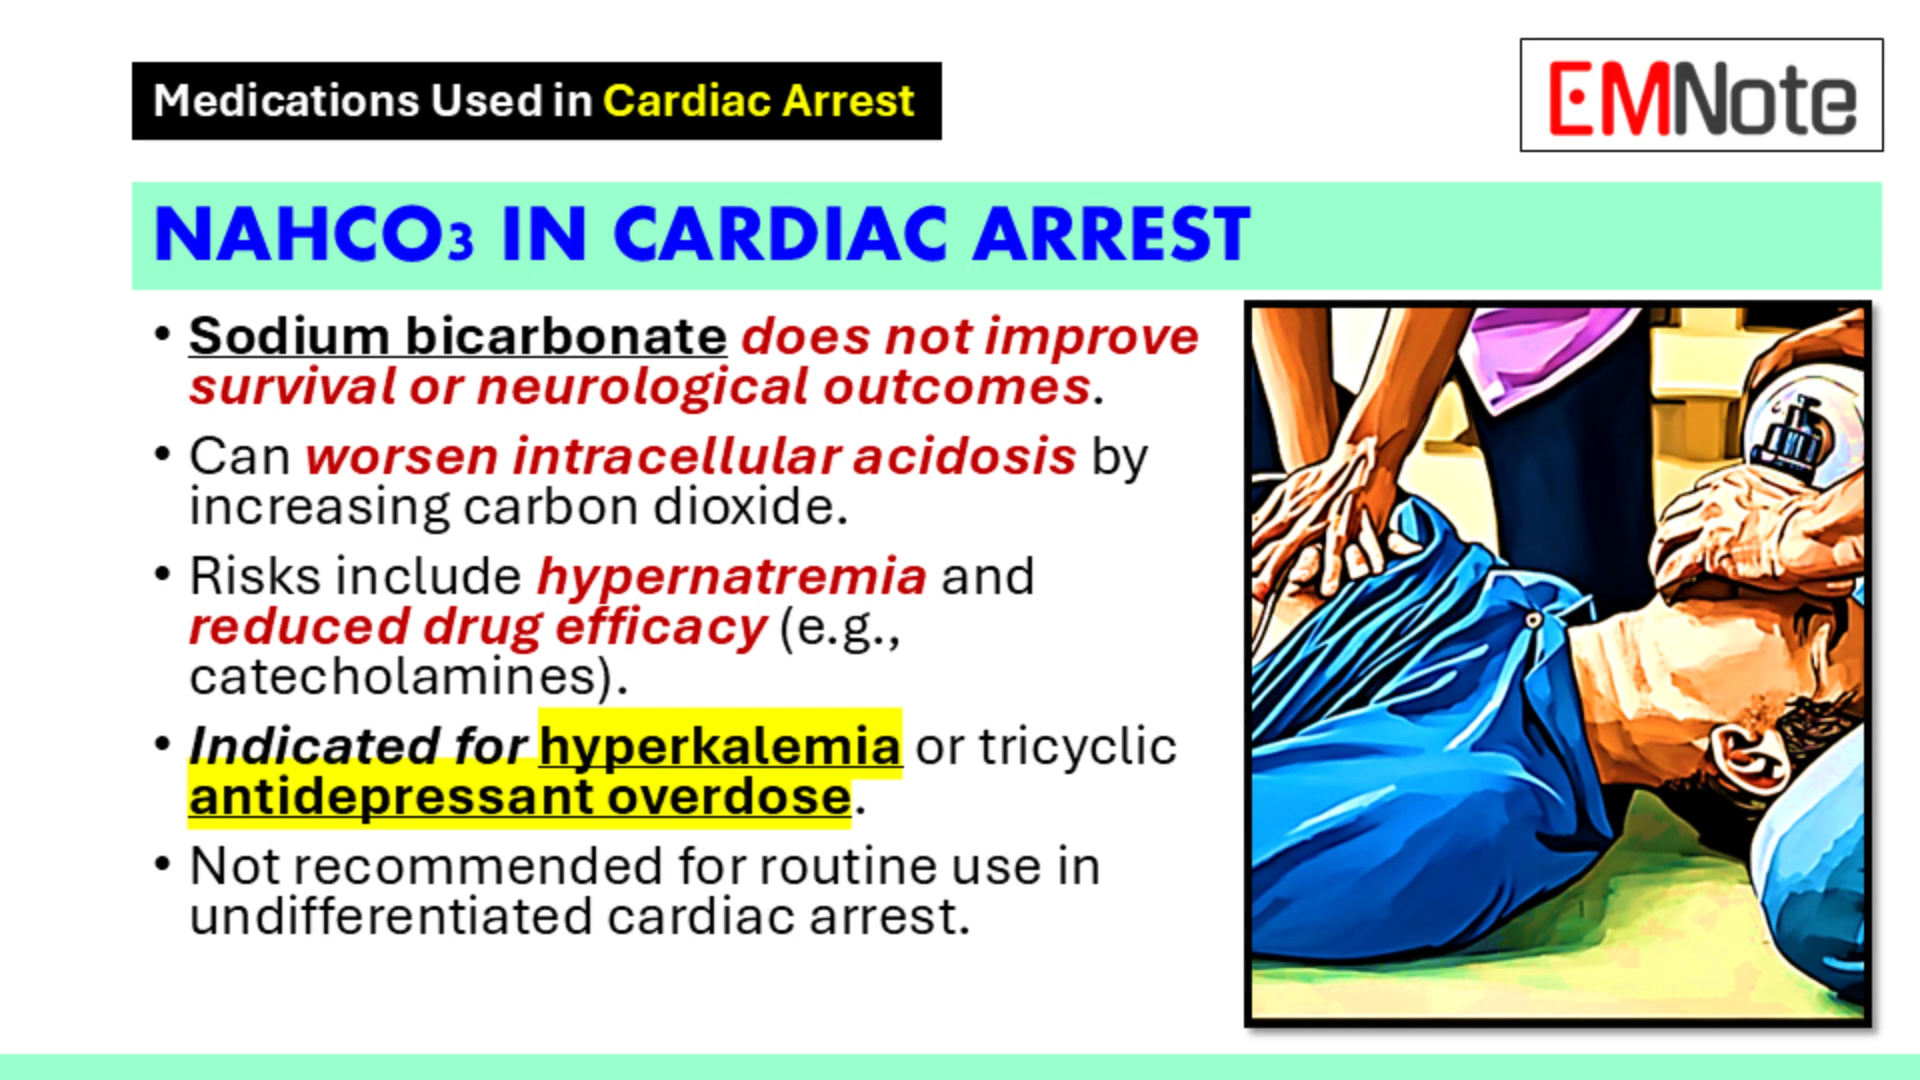 Medications Used in Cardiac Arrest
EMNote
NAHCO₃ IN CARDIAC ARREST
• Sodium bicarbonate does not improve
survival or neurological outcomes.
• Can worsen intracellular acidosis by
increasing carbon dioxide.
• Risks include hypernatremia and
reduced drug efficacy (e.g.,
catecholamines).
• Indicated for hyperkalemia or tricyclic
antidepressant overdose.
• Not recommended for routine use in
undifferentiated cardiac arrest.